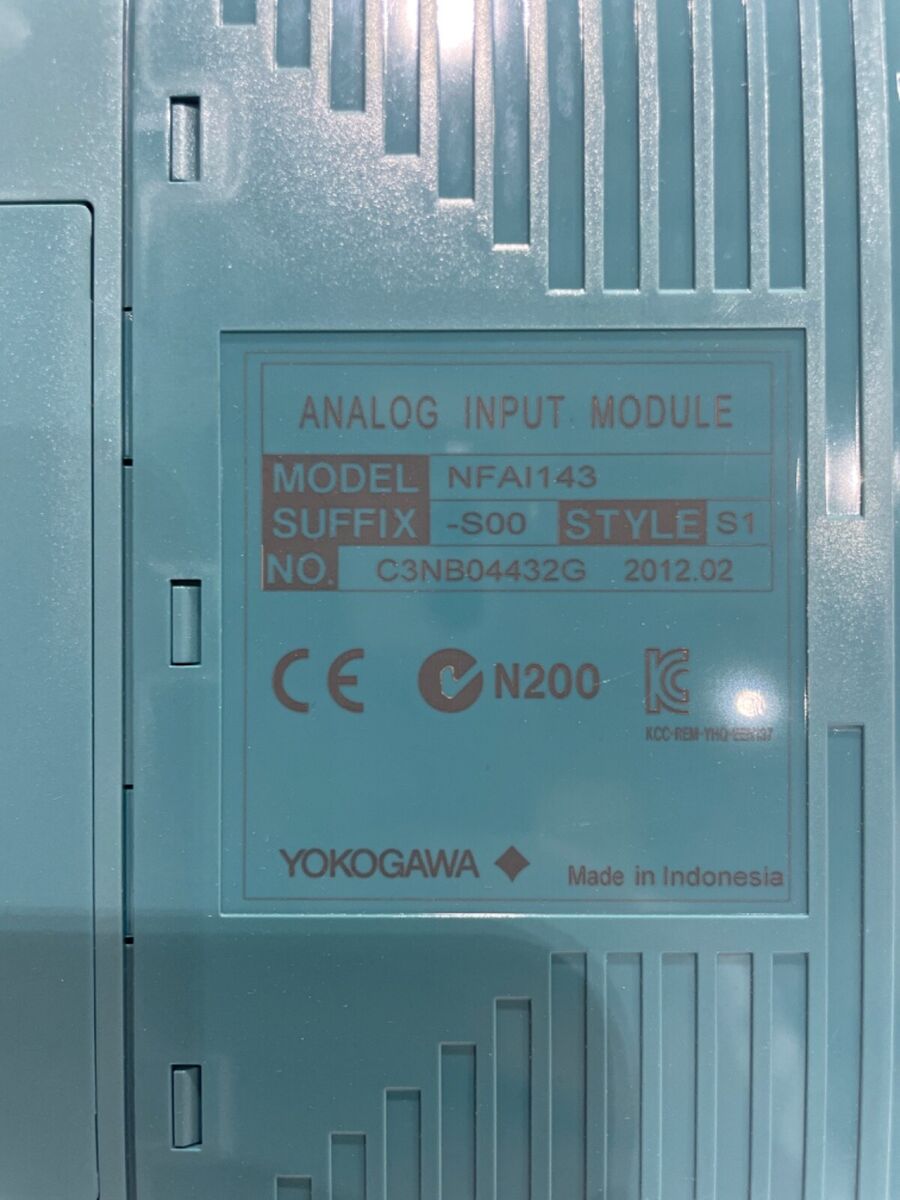 ANALOG INPUT MODULE
MODEL NFAI143
SUFFIX -S00 STYLE S1
NO. C3NB04432G 2012.02
CE N200 KC
YOKOGAWA
Made in Indonesia